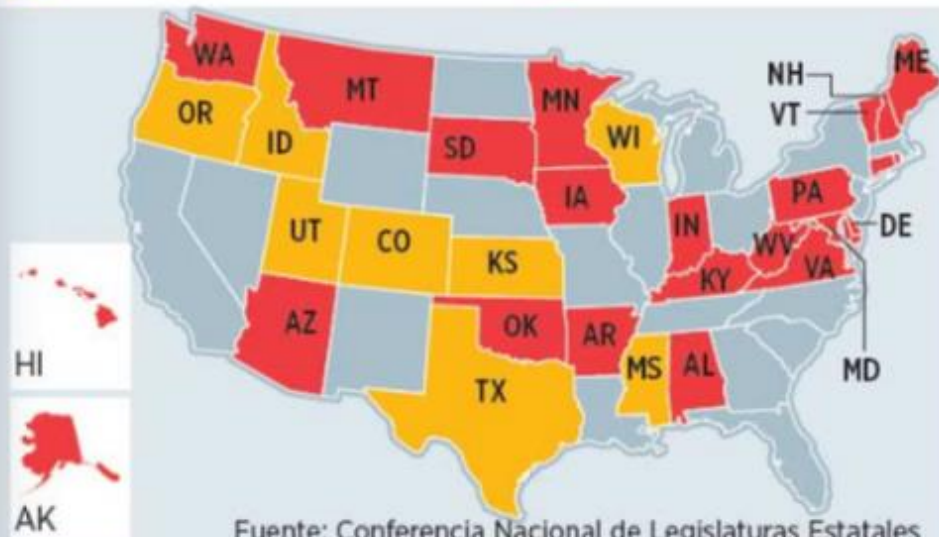 WA
MT
ME
NH
VT
OR
ID
SD
MN
WI
IA
PA
DE
UT
CO
KS
IN
WV
VA
KY
AZ
OK
AR
MS
AL
MD
TX
HI
AK
Fuente: Conferencia Nacional de Legislaturas Estatales